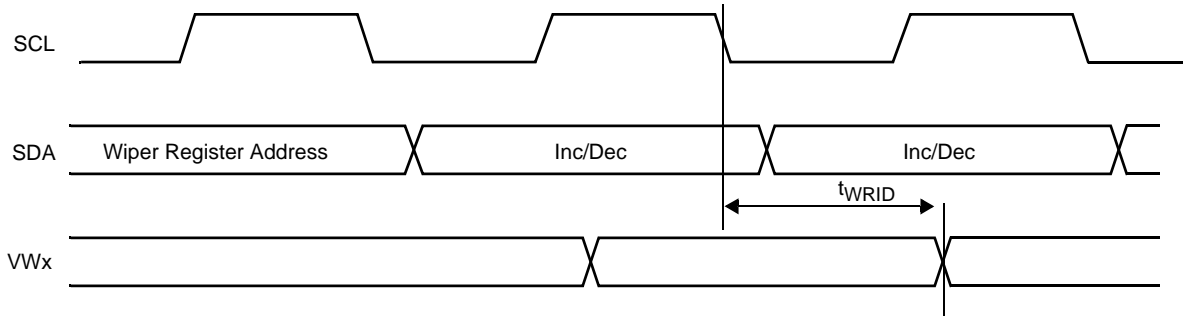 SCL
SDA Wiper Register Address Inc/Dec Inc/Dec
tWRID
VWx